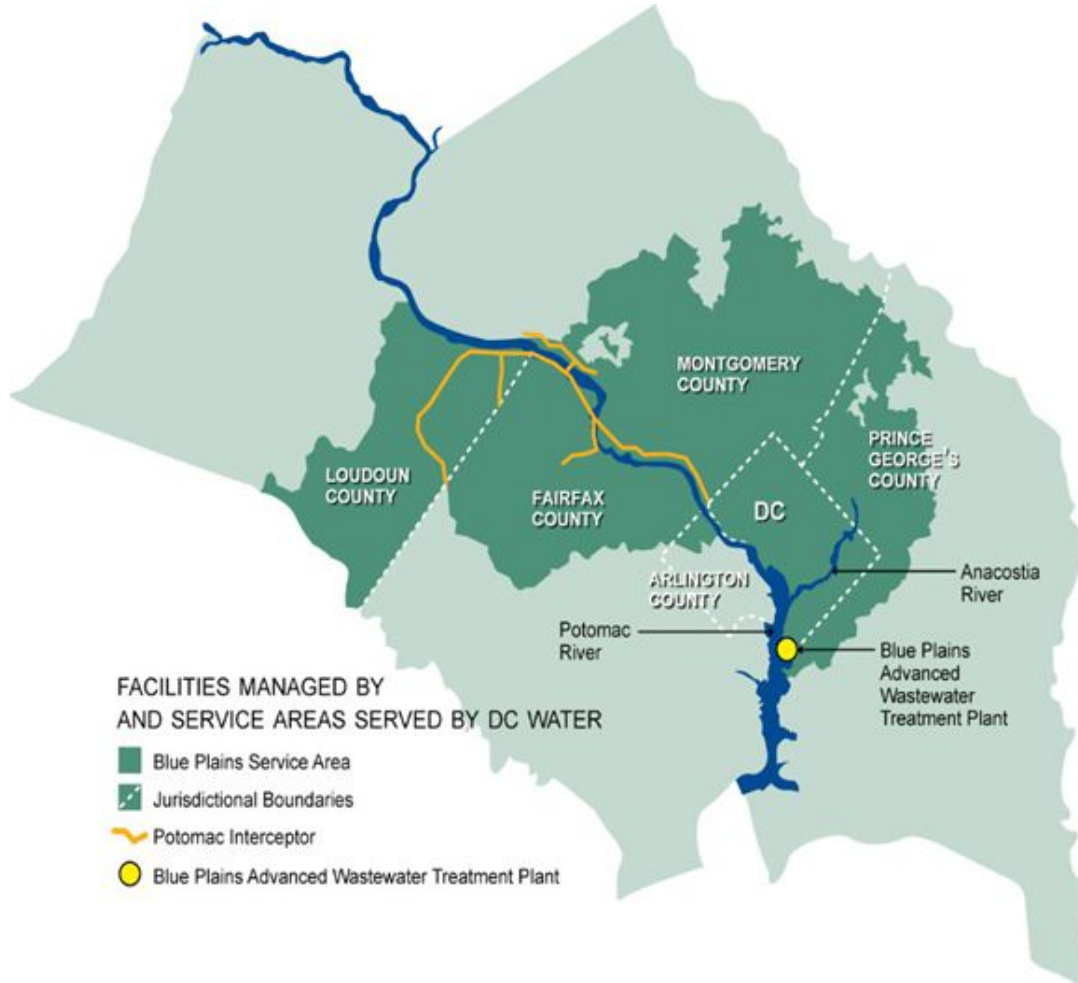 MONTGOMERY
COUNTY
PRINCE
GEORGE'S
COUNTY
LOUDOUN
COUNTY
FAIRFAX
COUNTY
DC
ARLINGTON
COUNTY
Anacostia
River
Potomac
River
Blue Plains
Advanced
Wastewater
Treatment Plant
FACILITIES MANAGED BY
AND SERVICE AREAS SERVED BY DC WATER
Blue Plains Service Area
Jurisdictional Boundaries
Potomac Interceptor
Blue Plains Advanced Wastewater Treatment Plant